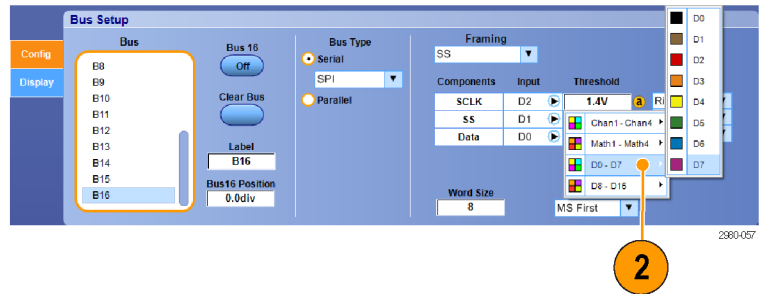 Bus Setup
Config
Display
Bus
B8
B9
B10
B11
B12
B13
B14
B15
B16
Bus 16
Off
Clear Bus
Label
B16
Bus16 Position
0.0div
Bus Type
Serial
SPI
Parallel
Framing
SS
Components Input Threshold
SCLK D2 1.4V a Ri
SS D1
Data D0
Chan1 - Chan4
Math1 - Math4
D0 - D7
D8 - D15
D0
D1
D2
D3
D4
D5
D6
D7
Word Size
8
MS First
2
2980-057